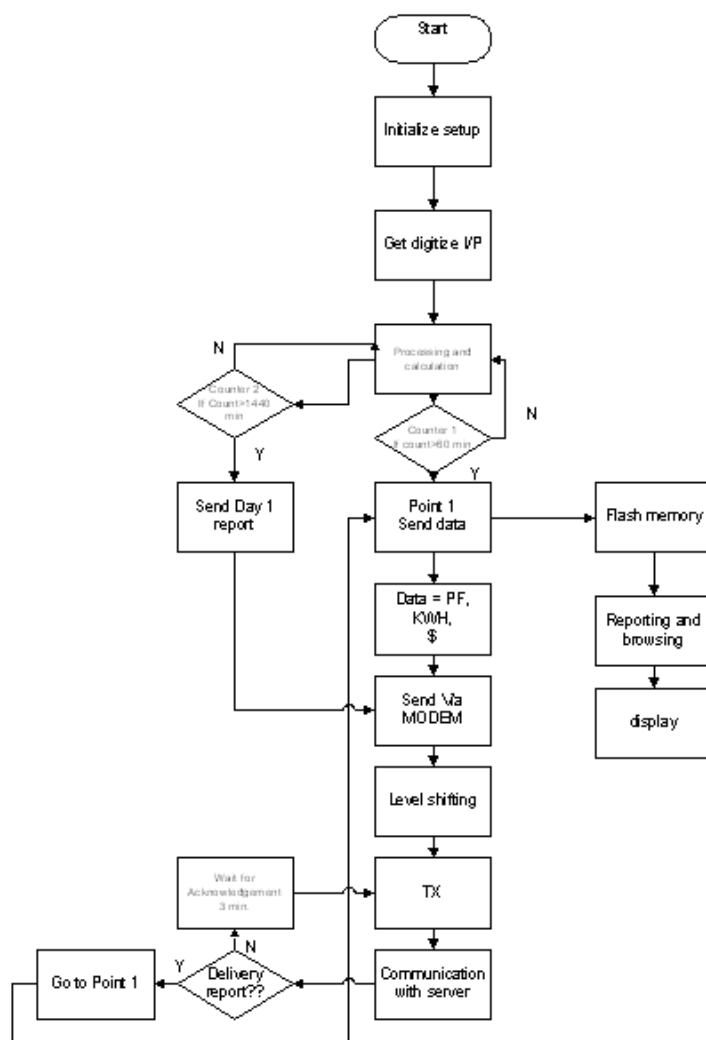 Start
Initialize setup
Get digitize I/P
Processing and
calculation
N
Counter 2
If Count>1440
min
Counter 1
If count>60 min
N
Y
Y
Send Day 1
report
Point 1
Send data
Flash memory
Data = PF,
KWH,
$
Reporting and
browsing
Send Via
MODEM
display
Level shifting
Wait for
Acknowledgement
3 min.
TX
N
Y
Go to Point 1
Delivery
report??
Communication
with server